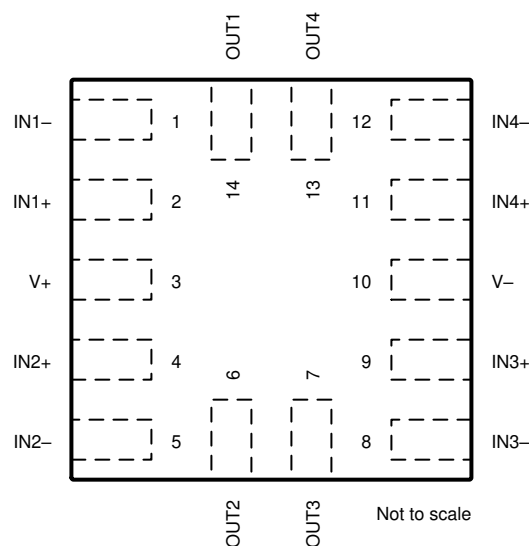 OUT1 OUT4
IN1– 1 12 IN4–
14 13
IN1+ 2 11 IN4+
V+ 3 10 V–
IN2+ 4 9 IN3+
6 7
IN2– 5 8 IN3–
OUT2 OUT3
Not to scale